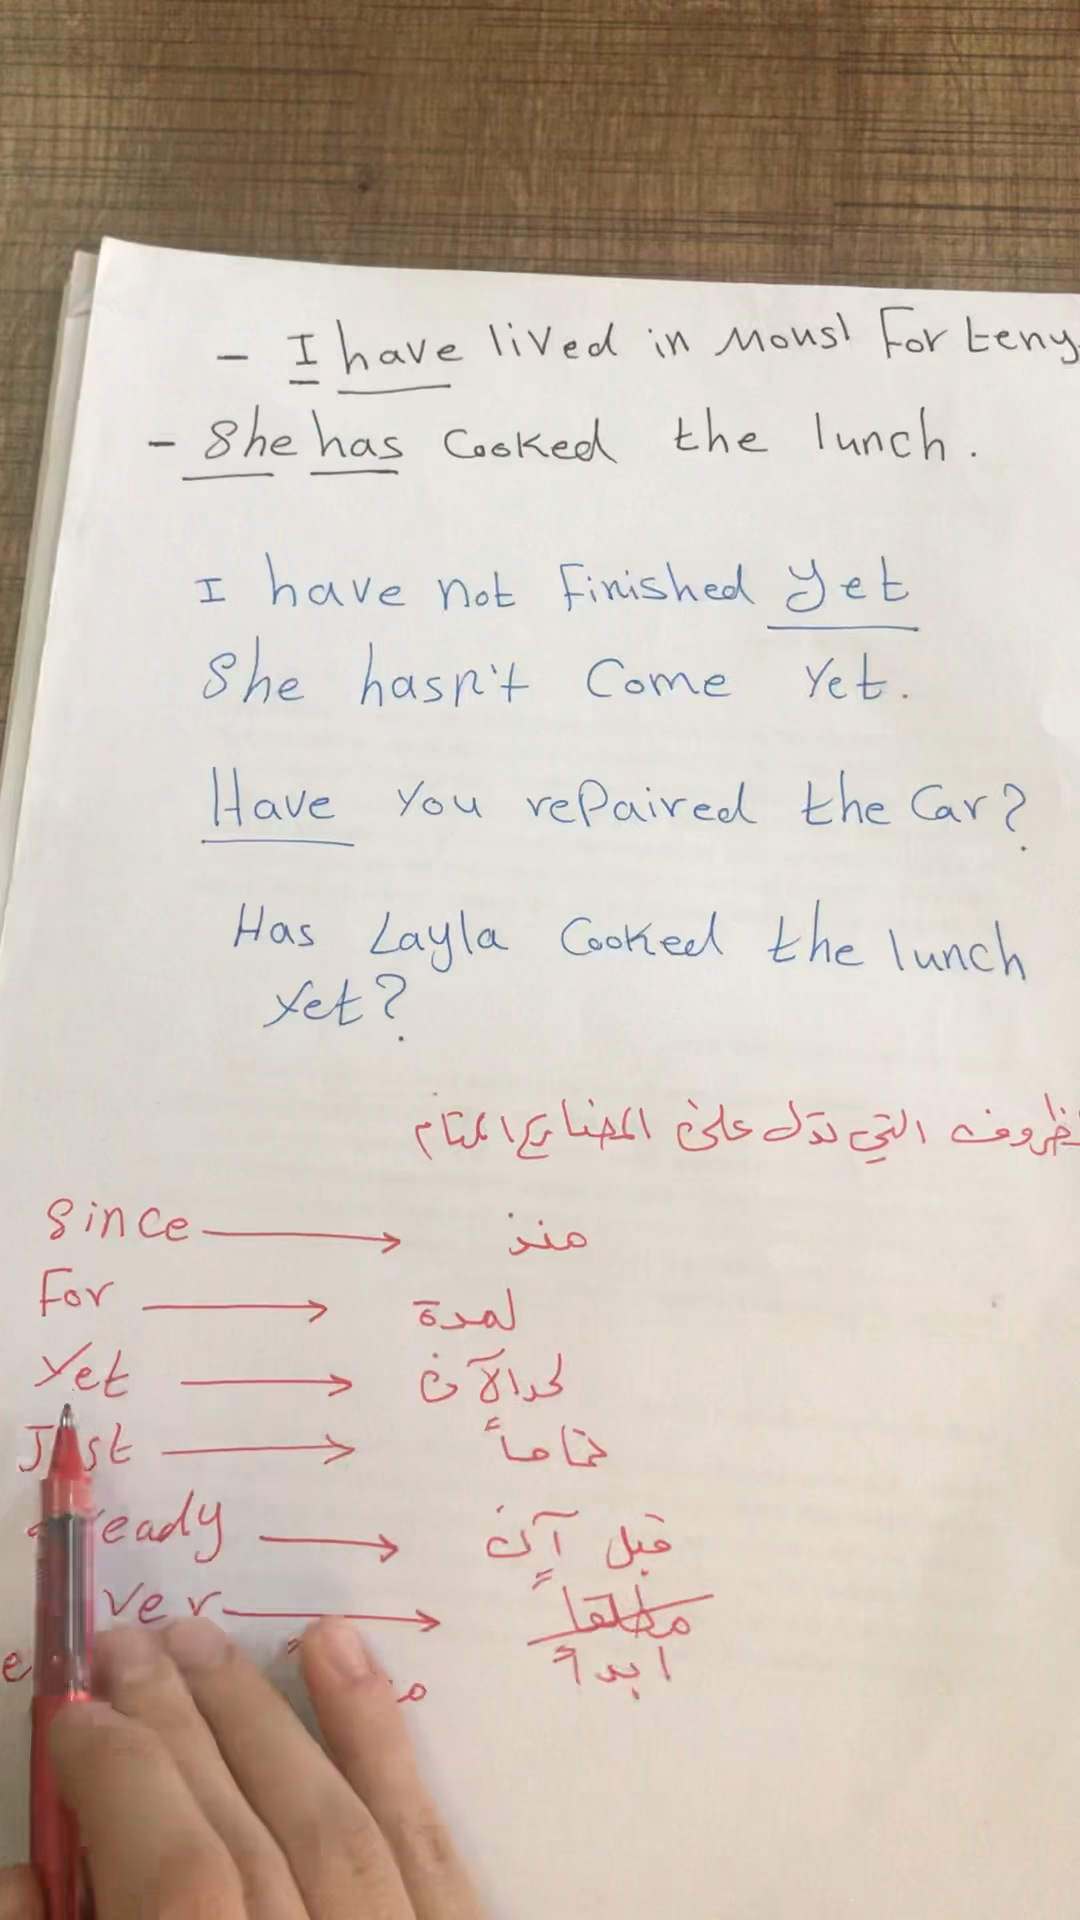 - I have lived in Mousl For teny
- She has Cooked the lunch.
I have not Finished yet
She hasn't Come Yet.
Have You rePaired the Car?
Has Layla Cooked the lunch
Yet?
ظروف التي تدل على المضارع التام
Since → منذ
For → لمدة
Yet → لحد الآن
Just → تماماً
eady → قبل آن
ver → مطلقاً
ابداً